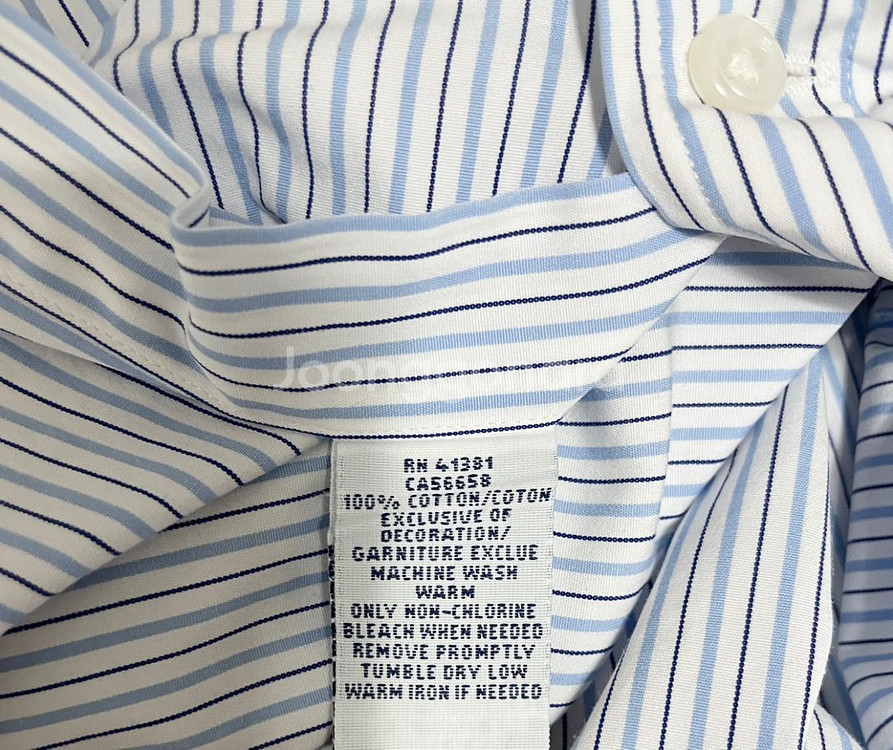 RN 41381
CA56658
100% COTTON/COTON
EXCLUSIVE OF
DECORATION/
GARNITURE EXCLUE
MACHINE WASH
WARM
ONLY NON-CHLORINE
BLEACH WHEN NEEDED
REMOVE PROMPTLY
TUMBLE DRY LOW
WARM IRON IF NEEDED